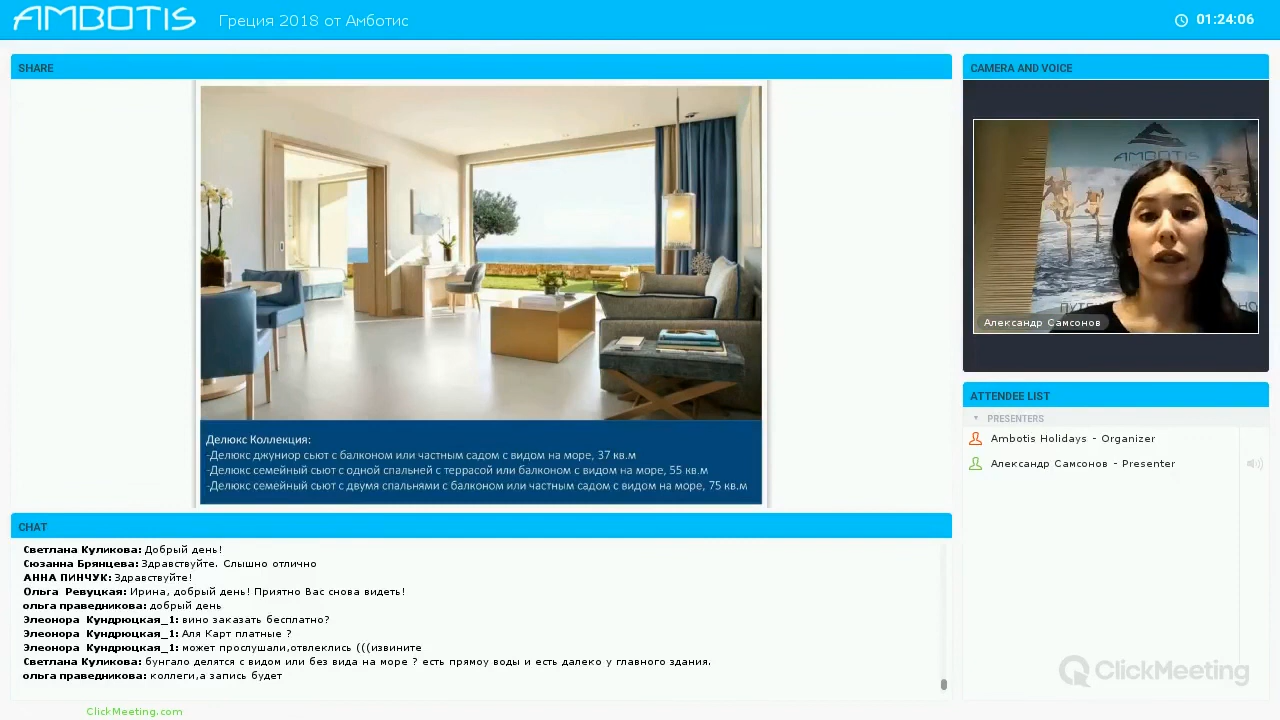 AMBOTIS
Греция 2018 от Амботис
01:24:06
SHARE
CAMERA AND VOICE
AMBOTIS
Александр Самсонов
Делюкс Коллекция:
-Делюкс джуниор сьют с балконом или частным садом с видом на море, 37 кв.м
-Делюкс семейный сьют с одной спальней с террасой или балконом с видом на море, 55 кв.м
-Делюкс семейный сьют с двумя спальнями с балконом или частным садом с видом на море, 75 кв.м
ATTENDEE LIST
PRESENTERS
Ambotis Holidays - Organizer
Александр Самсонов - Presenter
CHAT
Светлана Куликова: Добрый день!
Сюзанна Брянцева: Здравствуйте. Слышно отлично
АННА ПИНЧУК: Здравствуйте!
Ольга Ревуцкая: Ирина, добрый день! Приятно Вас снова видеть!
ольга праведникова: добрый день
Элеонора Кундрюцкая_1: вино заказать бесплатно?
Элеонора Кундрюцкая_1: Аля Карт платные ?
Элеонора Кундрюцкая_1: может прослушали,отвлеклись (((извините
Светлана Куликова: бунгало делятся с видом или без вида на море ? есть прямоу воды и есть далеко у главного здания.
ольга праведникова: коллеги,а запись будет
ClickMeeting
ClickMeeting.com